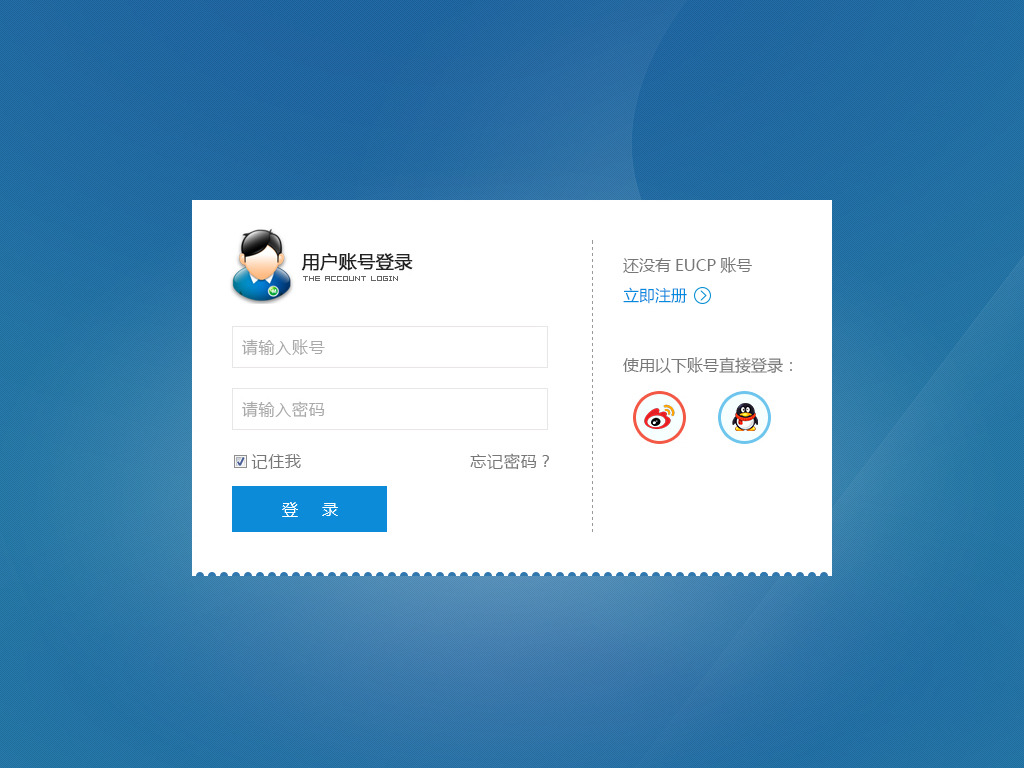 用户账号登录
THE ACCOUNT LOGIN
请输入账号
请输入密码
记住我
忘记密码？
登 录
还没有 EUCP 账号
立即注册
使用以下账号直接登录：